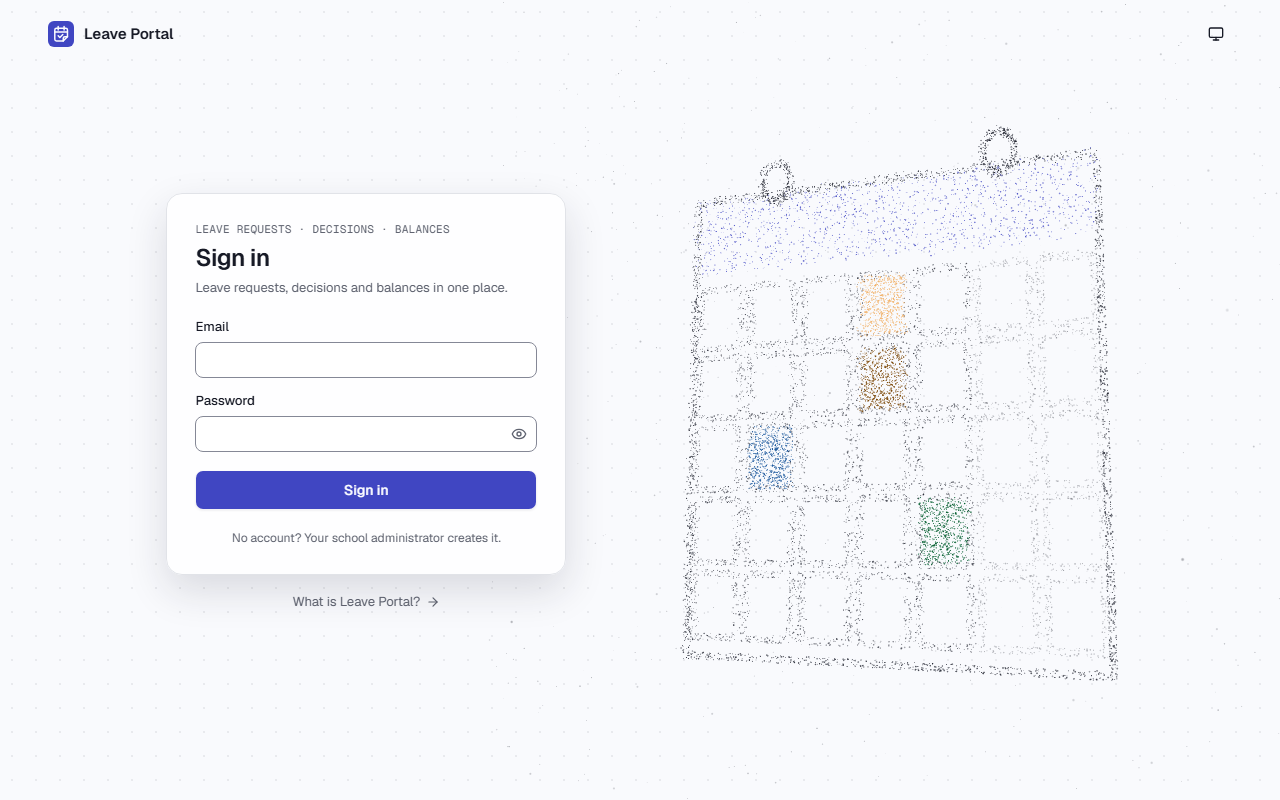 Leave Portal
LEAVE REQUESTS · DECISIONS · BALANCES
Sign in
Leave requests, decisions and balances in one place.
Email
Password
Sign in
No account? Your school administrator creates it.
What is Leave Portal? →